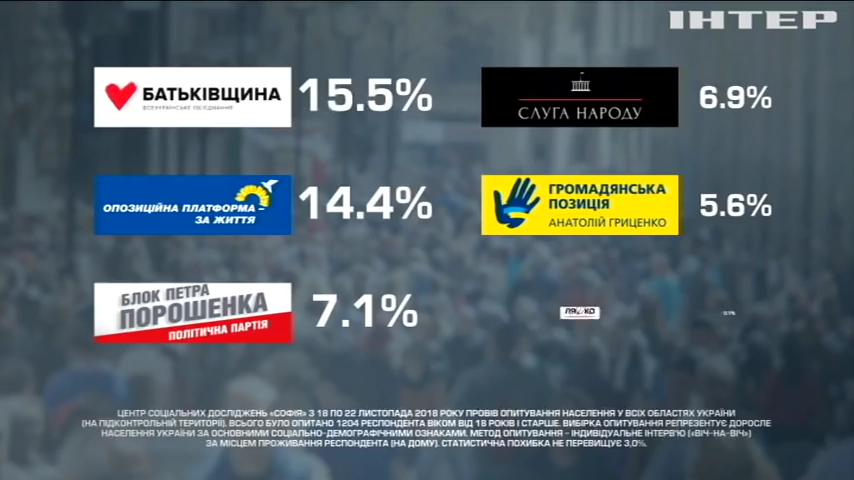 ІНТЕР
БАТЬКІВЩИНА
ВСЕУКРАЇНСЬКЕ ОБ'ЄДНАННЯ
15.5%
СЛУГА НАРОДУ
6.9%
ОПОЗИЦІЙНА ПЛАТФОРМА –
ЗА ЖИТТЯ
14.4%
ГРОМАДЯНСЬКА
ПОЗИЦІЯ
АНАТОЛІЙ ГРИЦЕНКО
5.6%
БЛОК ПЕТРА
ПОРОШЕНКА
ПОЛІТИЧНА ПАРТІЯ
7.1%
ЛЯШКО
ЦЕНТР СОЦІАЛЬНИХ ДОСЛІДЖЕНЬ «СОФІЯ» З 18 ПО 22 ЛИСТОПАДА 2018 РОКУ ПРОВІВ ОПИТУВАННЯ НАСЕЛЕННЯ У ВСІХ ОБЛАСТЯХ УКРАЇНИ
(НА ПІДКОНТРОЛЬНІЙ ТЕРИТОРІЇ). ВСЬОГО БУЛО ОПИТАНО 1204 РЕСПОНДЕНТА ВІКОМ ВІД 18 РОКІВ І СТАРШЕ. ВИБІРКА ОПИТУВАННЯ РЕПРЕЗЕНТУЄ ДОРОСЛЕ
НАСЕЛЕННЯ УКРАЇНИ ЗА ОСНОВНИМИ СОЦІАЛЬНО-ДЕМОГРАФІЧНИМИ ОЗНАКАМИ. МЕТОД ОПИТУВАННЯ – ІНДИВІДУАЛЬНЕ ІНТЕРВ'Ю («ВІЧ-НА-ВІЧ»)
ЗА МІСЦЕМ ПРОЖИВАННЯ РЕСПОНДЕНТА (НА ДОМУ). СТАТИСТИЧНА ПОХИБКА НЕ ПЕРЕВИЩУЄ 3,0%.